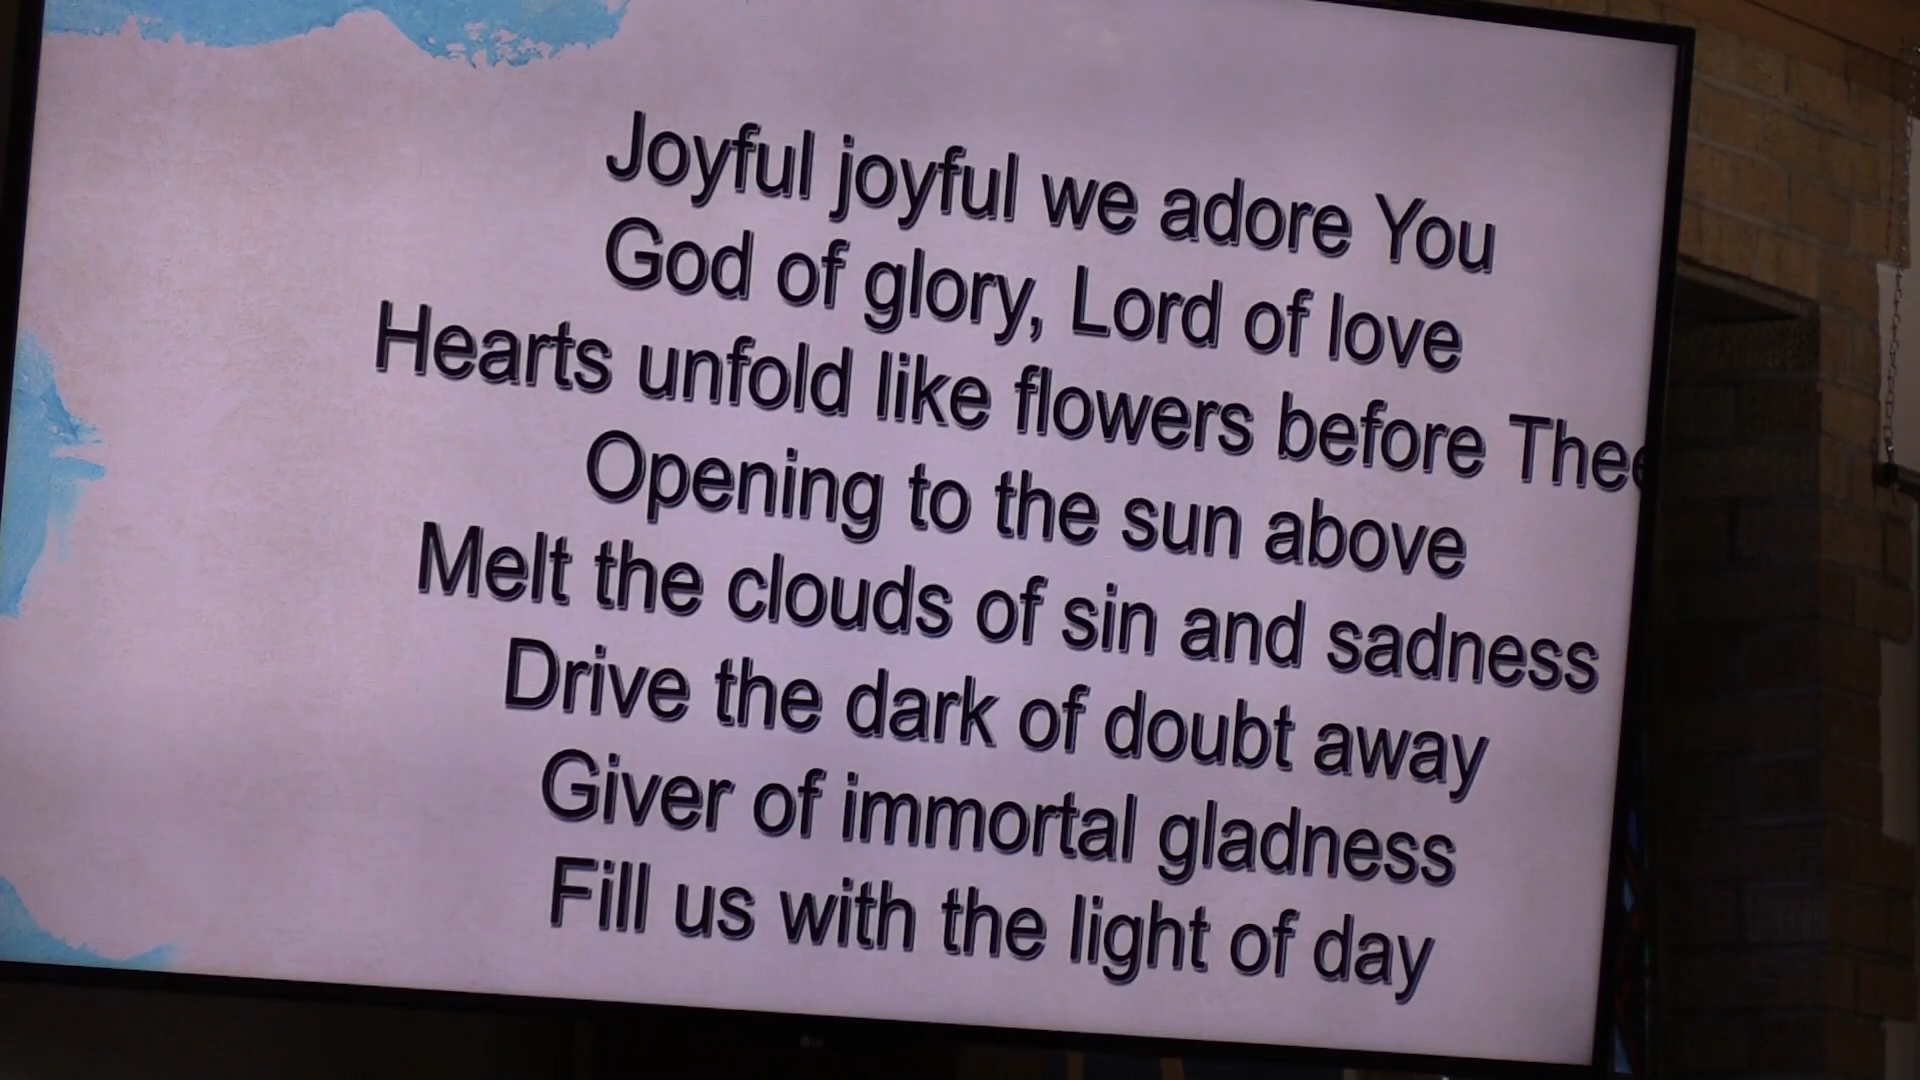 Joyful joyful we adore You
God of glory, Lord of love
Hearts unfold like flowers before Thee
Opening to the sun above
Melt the clouds of sin and sadness
Drive the dark of doubt away
Giver of immortal gladness
Fill us with the light of day
LG